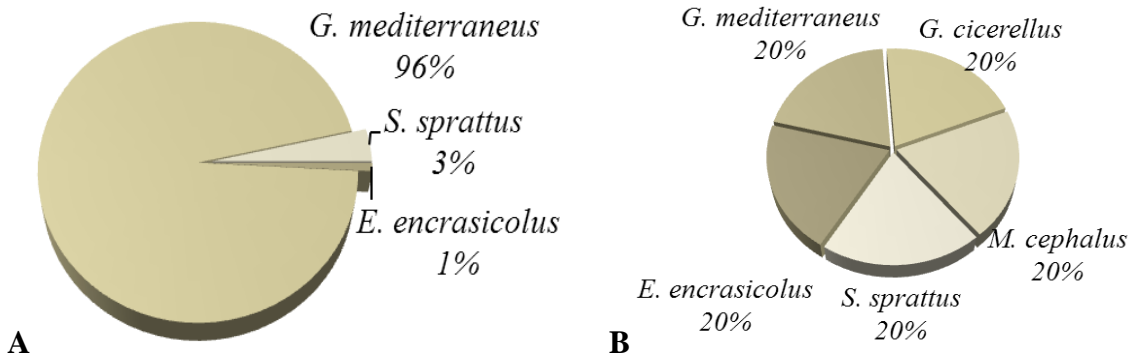 G. mediterraneus
96%
S. sprattus
3%
E. encrasicolus
1%
A
G. mediterraneus
20%
G. cicerellus
20%
M. cephalus
20%
S. sprattus
20%
E. encrasicolus
20%
B